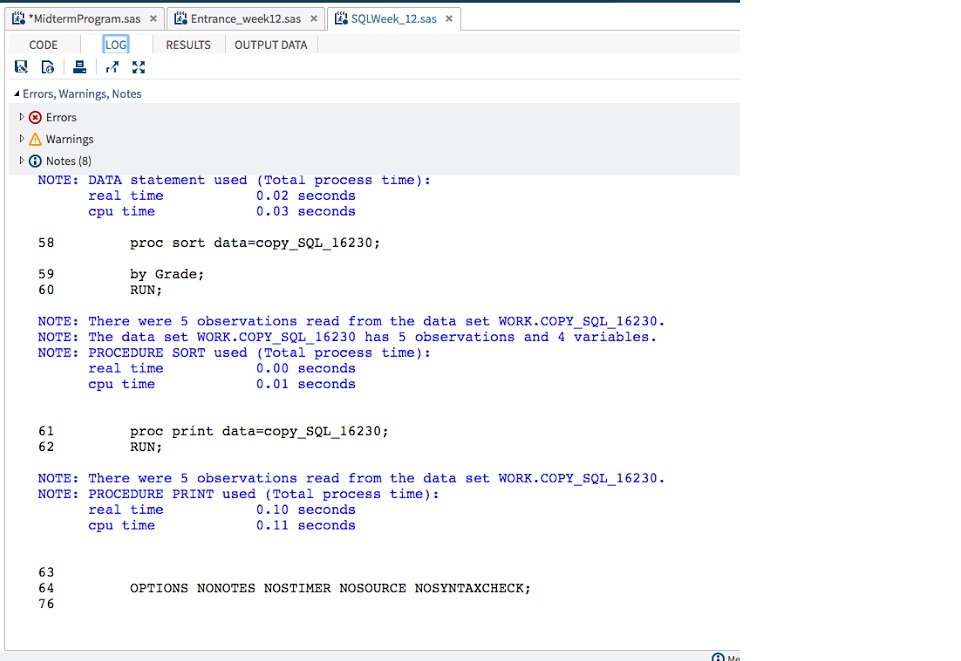 *MidtermProgram.sas × Entrance_week12.sas × SQLWeek_12.sas ×
CODE LOG RESULTS OUTPUT DATA
Errors, Warnings, Notes
Errors
Warnings
Notes (8)
NOTE: DATA statement used (Total process time):
real time 0.02 seconds
cpu time 0.03 seconds
58 proc sort data=copy_SQL_16230;
59 by Grade;
60 RUN;
NOTE: There were 5 observations read from the data set WORK.COPY_SQL_16230.
NOTE: The data set WORK.COPY_SQL_16230 has 5 observations and 4 variables.
NOTE: PROCEDURE SORT used (Total process time):
real time 0.00 seconds
cpu time 0.01 seconds
61 proc print data=copy_SQL_16230;
62 RUN;
NOTE: There were 5 observations read from the data set WORK.COPY_SQL_16230.
NOTE: PROCEDURE PRINT used (Total process time):
real time 0.10 seconds
cpu time 0.11 seconds
63
64 OPTIONS NONOTES NOSTIMER NOSOURCE NOSYNTAXCHECK;
76